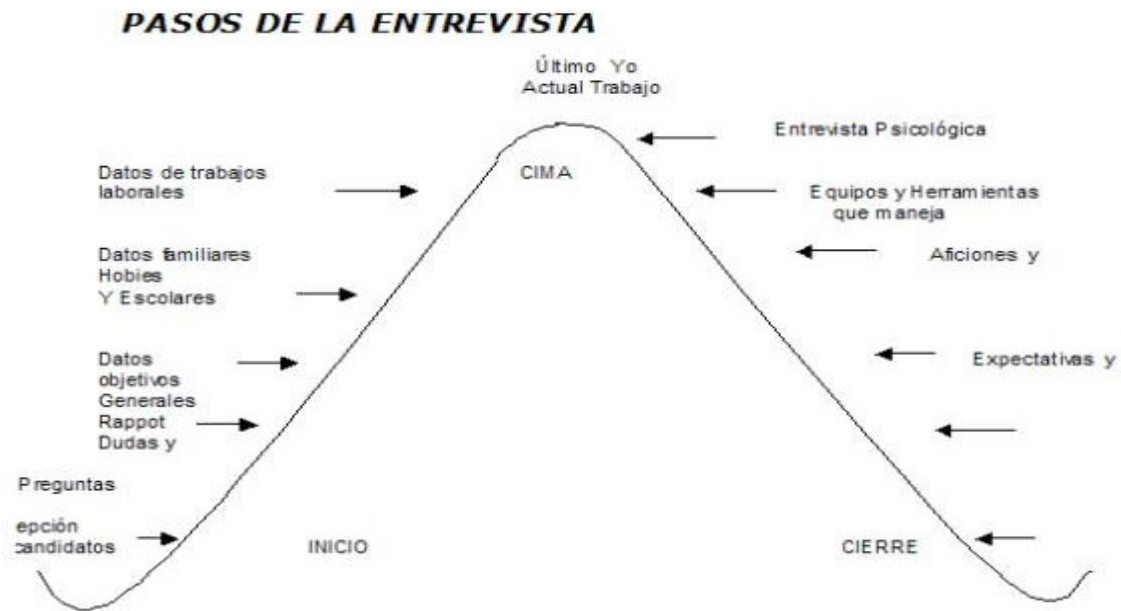 PASOS DE LA ENTREVISTA
Último Yo
Actual Trabajo
Entrevista Psicológica
CIMA
Datos de trabajos
laborales
Equipos y Herramientas
que maneja
Datos familiares
Hobies
Y Escolares
Aficiones y
Datos
objetivos
Generales
Rappot
Dudas y
Expectativas y
Preguntas
epción
candidatos
INICIO
CIERRE